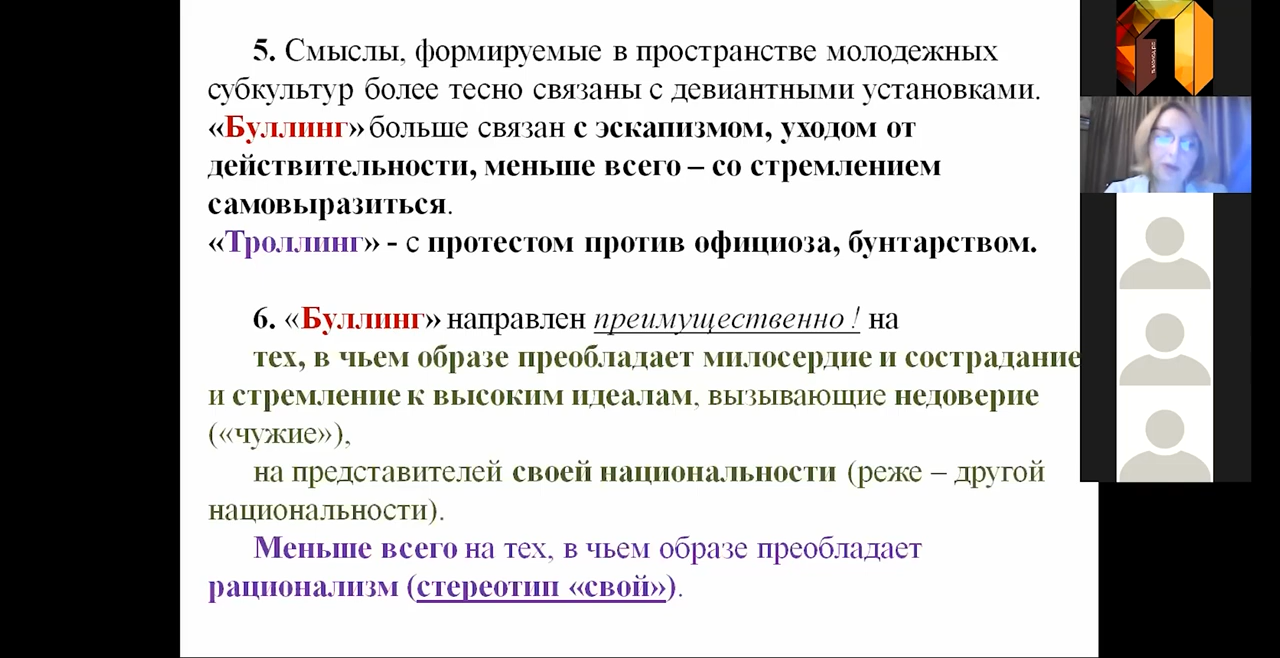 5. Смыслы, формируемые в пространстве молодежных
субкультур более тесно связаны с девиантными установками.
«Буллинг» больше связан с эскапизмом, уходом от
действительности, меньше всего – со стремлением
самовыразиться.
«Троллинг» - с протестом против официоза, бунтарством.
6. «Буллинг» направлен преимущественно ! на
тех, в чьем образе преобладает милосердие и сострадание
и стремление к высоким идеалам, вызывающие недоверие
(«чужие»),
на представителей своей национальности (реже – другой
национальности).
Меньше всего на тех, в чьем образе преобладает
рационализм (стереотип «свой»).